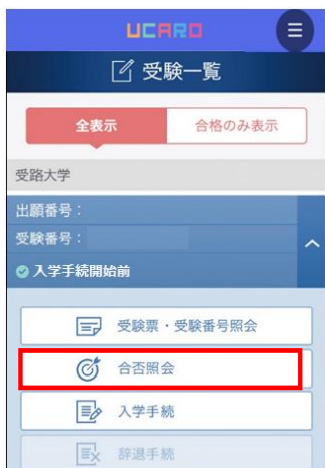 UCARO
受験一覧
全表示
合格のみ表示
受路大学
出願番号:
受験番号:
入学手続開始前
受験票・受験番号照会
合否照会
入学手続
辞退手続